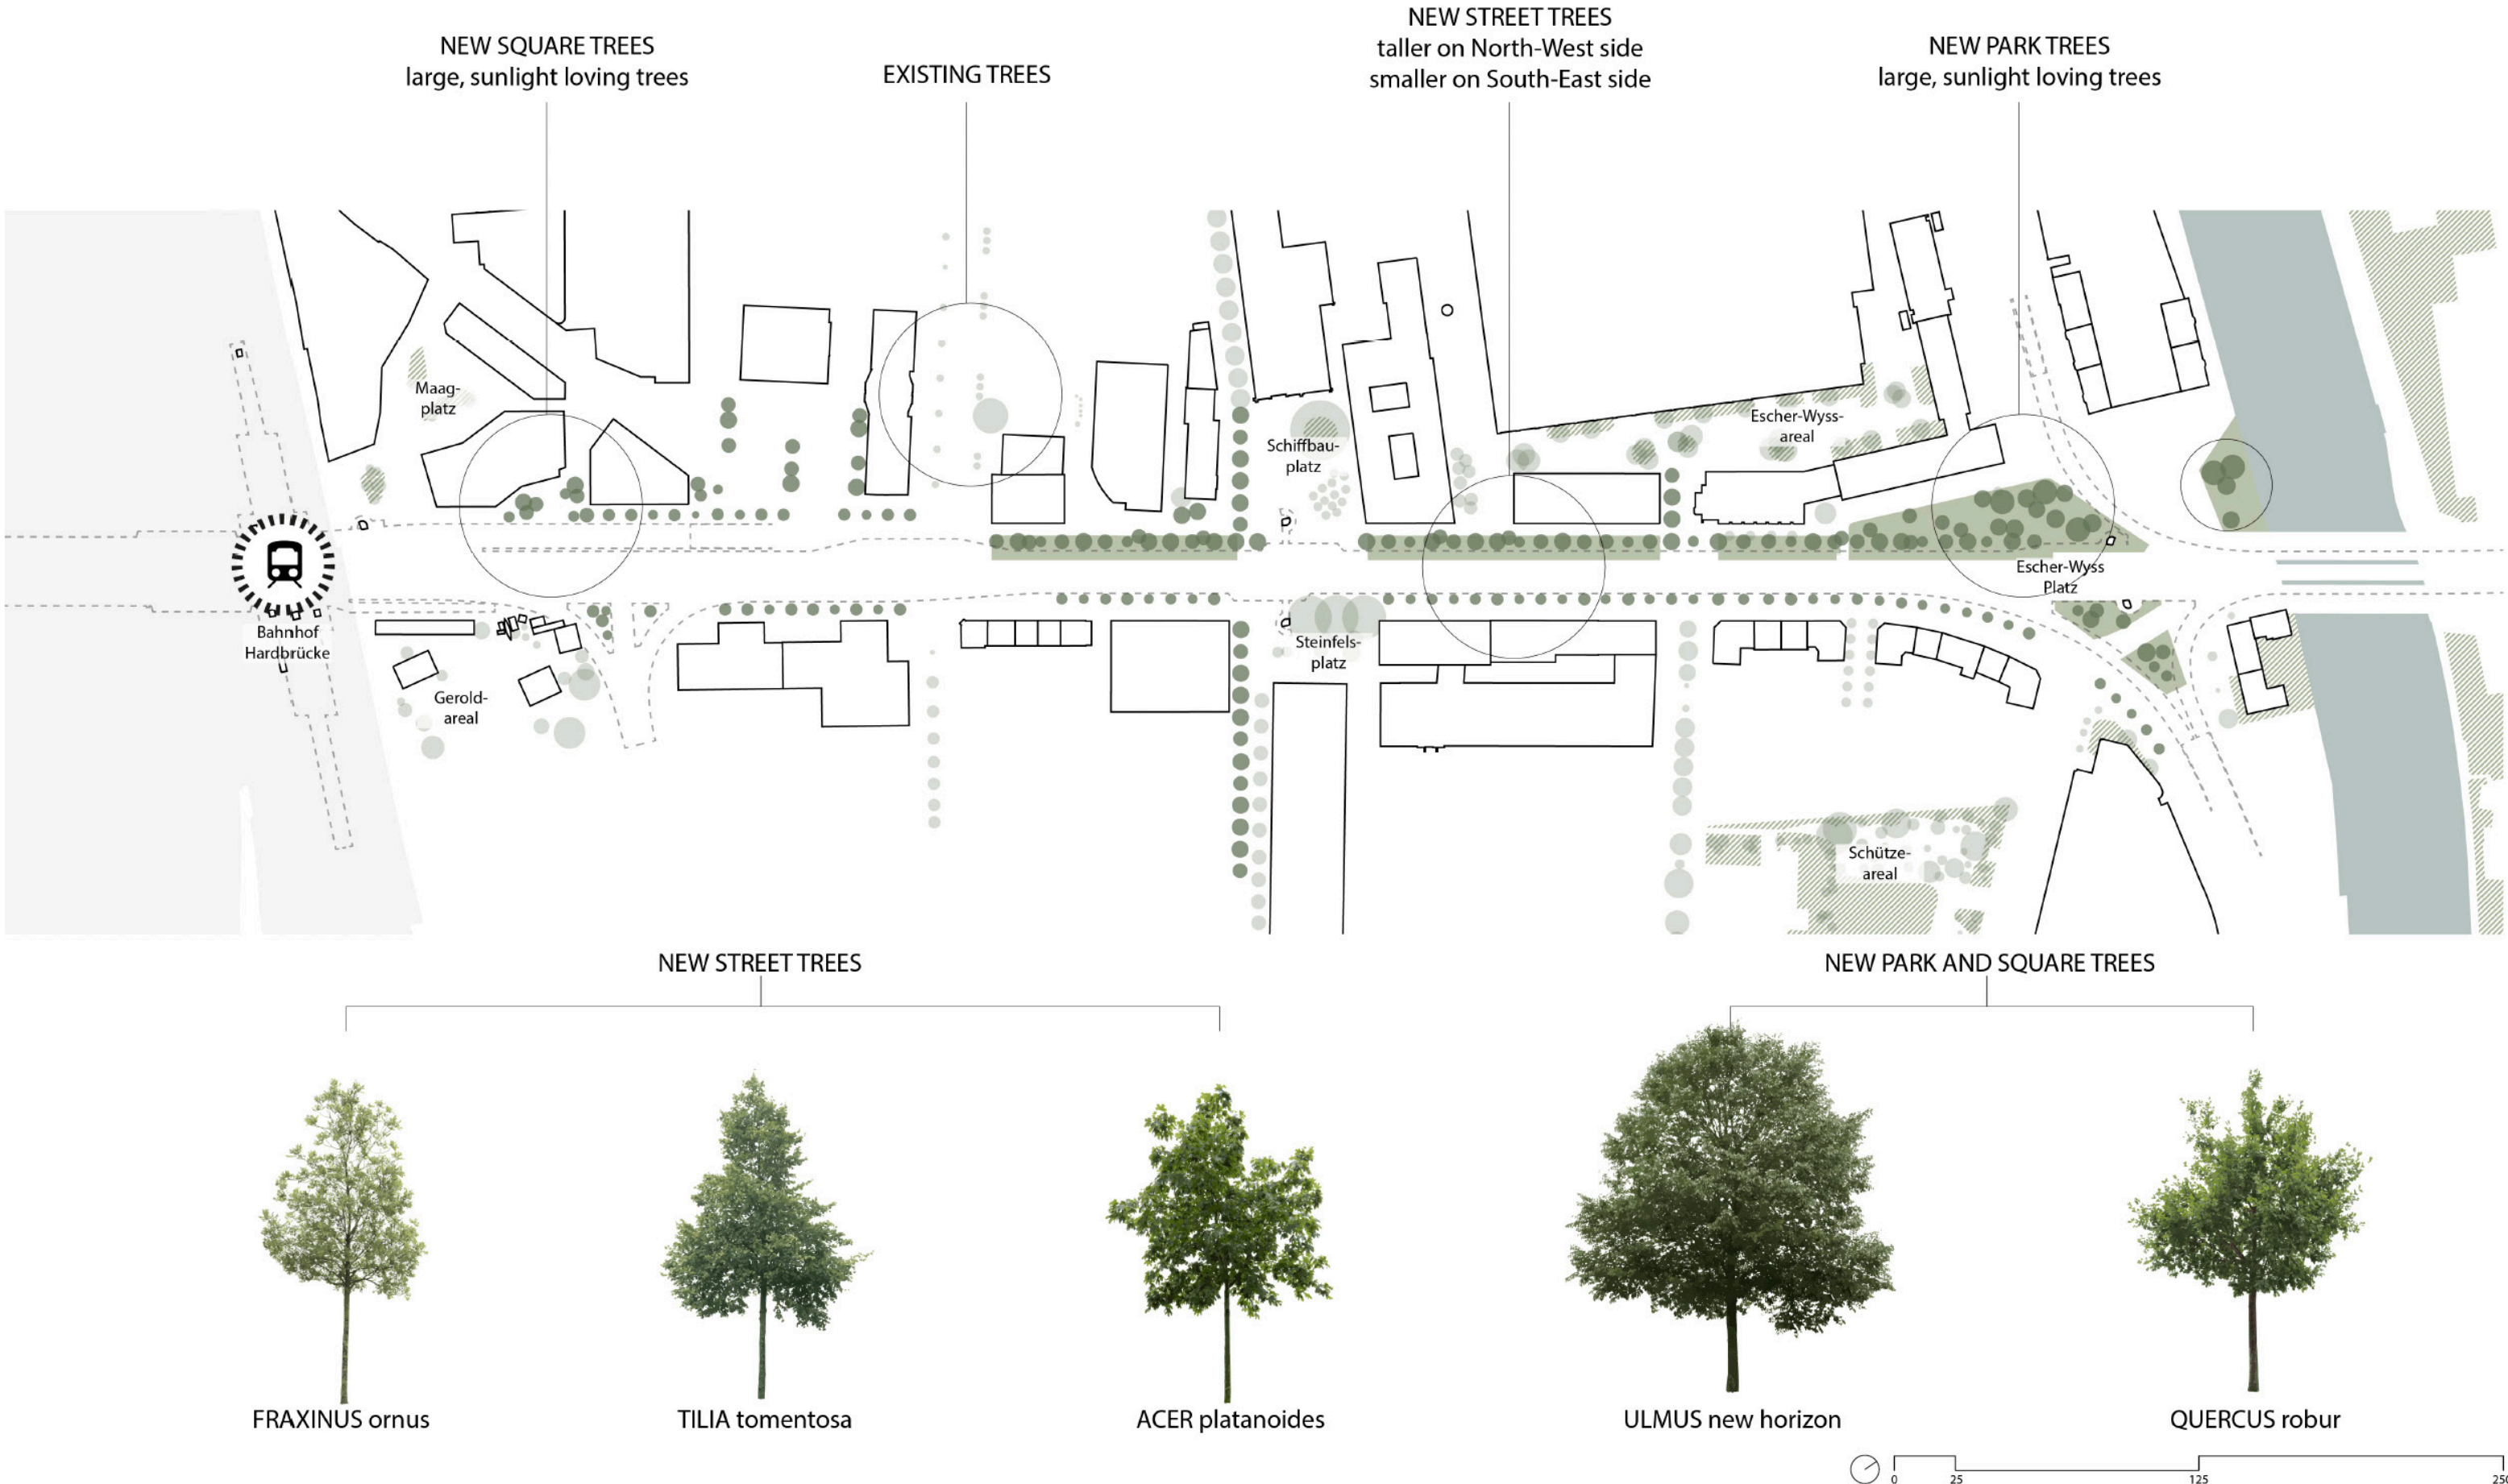 NEW SQUARE TREES
large, sunlight loving trees
EXISTING TREES
NEW STREET TREES
taller on North-West side
smaller on South-East side
NEW PARK TREES
large, sunlight loving trees
Maag-
platz
Schiffbau-
platz
Escher-Wyss-
areal
Escher-Wyss
Platz
Bahnhof
Hardbrücke
Gerold-
areal
Steinfels-
platz
Schütze-
areal
NEW STREET TREES
NEW PARK AND SQUARE TREES
FRAXINUS ornus
TILIA tomentosa
ACER platanoides
ULMUS new horizon
QUERCUS robur
0 25 125 250